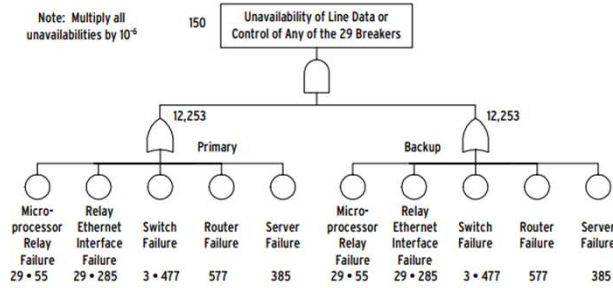 Note: Multiply all
unavailabilities by 10⁻⁶
150
Unavailability of Line Data or
Control of Any of the 29 Breakers
12,253
12,253
Primary
Backup
Micro-
processor
Relay
Failure
29 • 55
Relay
Ethernet
Interface
Failure
29 • 285
Switch
Failure
3 • 477
Router
Failure
577
Server
Failure
385
Micro-
processor
Relay
Failure
29 • 55
Relay
Ethernet
Interface
Failure
29 • 285
Switch
Failure
3 • 477
Router
Failure
577
Server
Failure
385